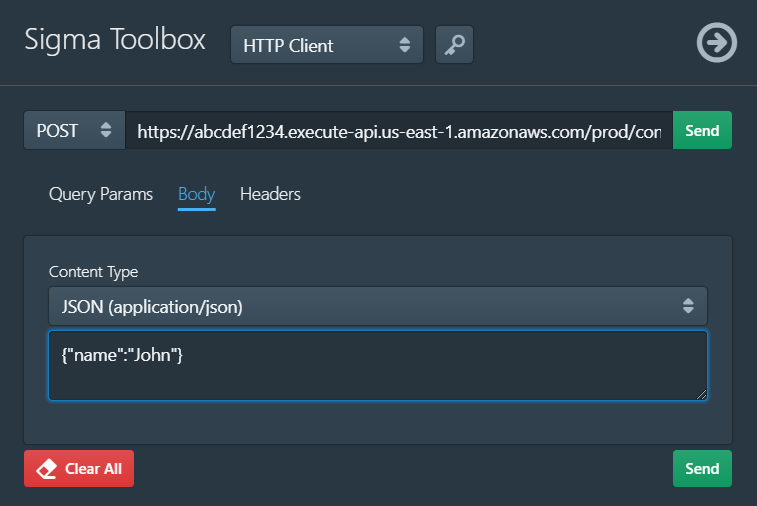 Sigma Toolbox HTTP Client
POST https://abcdef1234.execute-api.us-east-1.amazonaws.com/prod/con Send
Query Params Body Headers
Content Type
JSON (application/json)
{"name":"John"}
Clear All Send